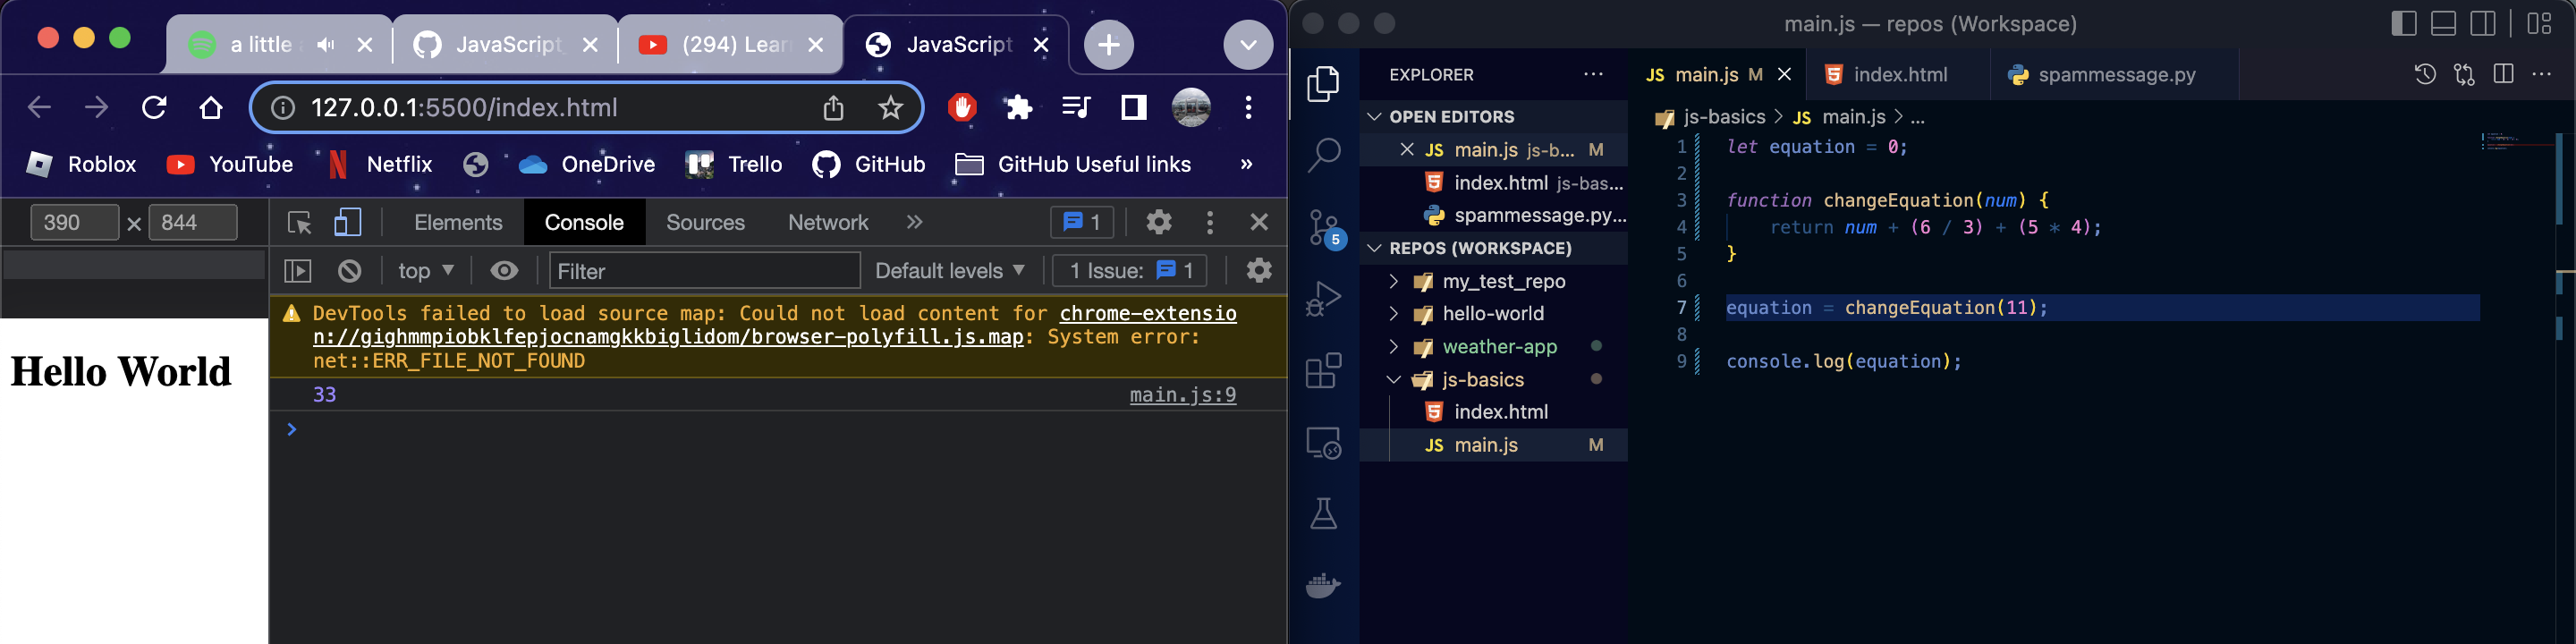 a little
JavaScript
(294) Lear
JavaScript
127.0.0.1:5500/index.html
Roblox
YouTube
Netflix
OneDrive
Trello
GitHub
GitHub Useful links
»
390 × 844
Elements
Console
Sources
Network
1
top
Filter
Default levels
1 Issue: 1
DevTools failed to load source map: Could not load content for chrome-extensio
n://gighmmpiobklfepjocnamgkkbiglidom/browser-polyfill.js.map: System error:
net::ERR_FILE_NOT_FOUND
33 main.js:9
>
Hello World
main.js — repos (Workspace)
EXPLORER
OPEN EDITORS
JS main.js js-b... M
index.html js-bas...
spammessage.py...
5
REPOS (WORKSPACE)
my_test_repo
hello-world
weather-app
js-basics
index.html
JS main.js M
JS main.js M
index.html
spammessage.py
js-basics > JS main.js > ...
1 let equation = 0;
2
3 function changeEquation(num) {
4 return num + (6 / 3) + (5 * 4);
5 }
6
7 equation = changeEquation(11);
8
9 console.log(equation);